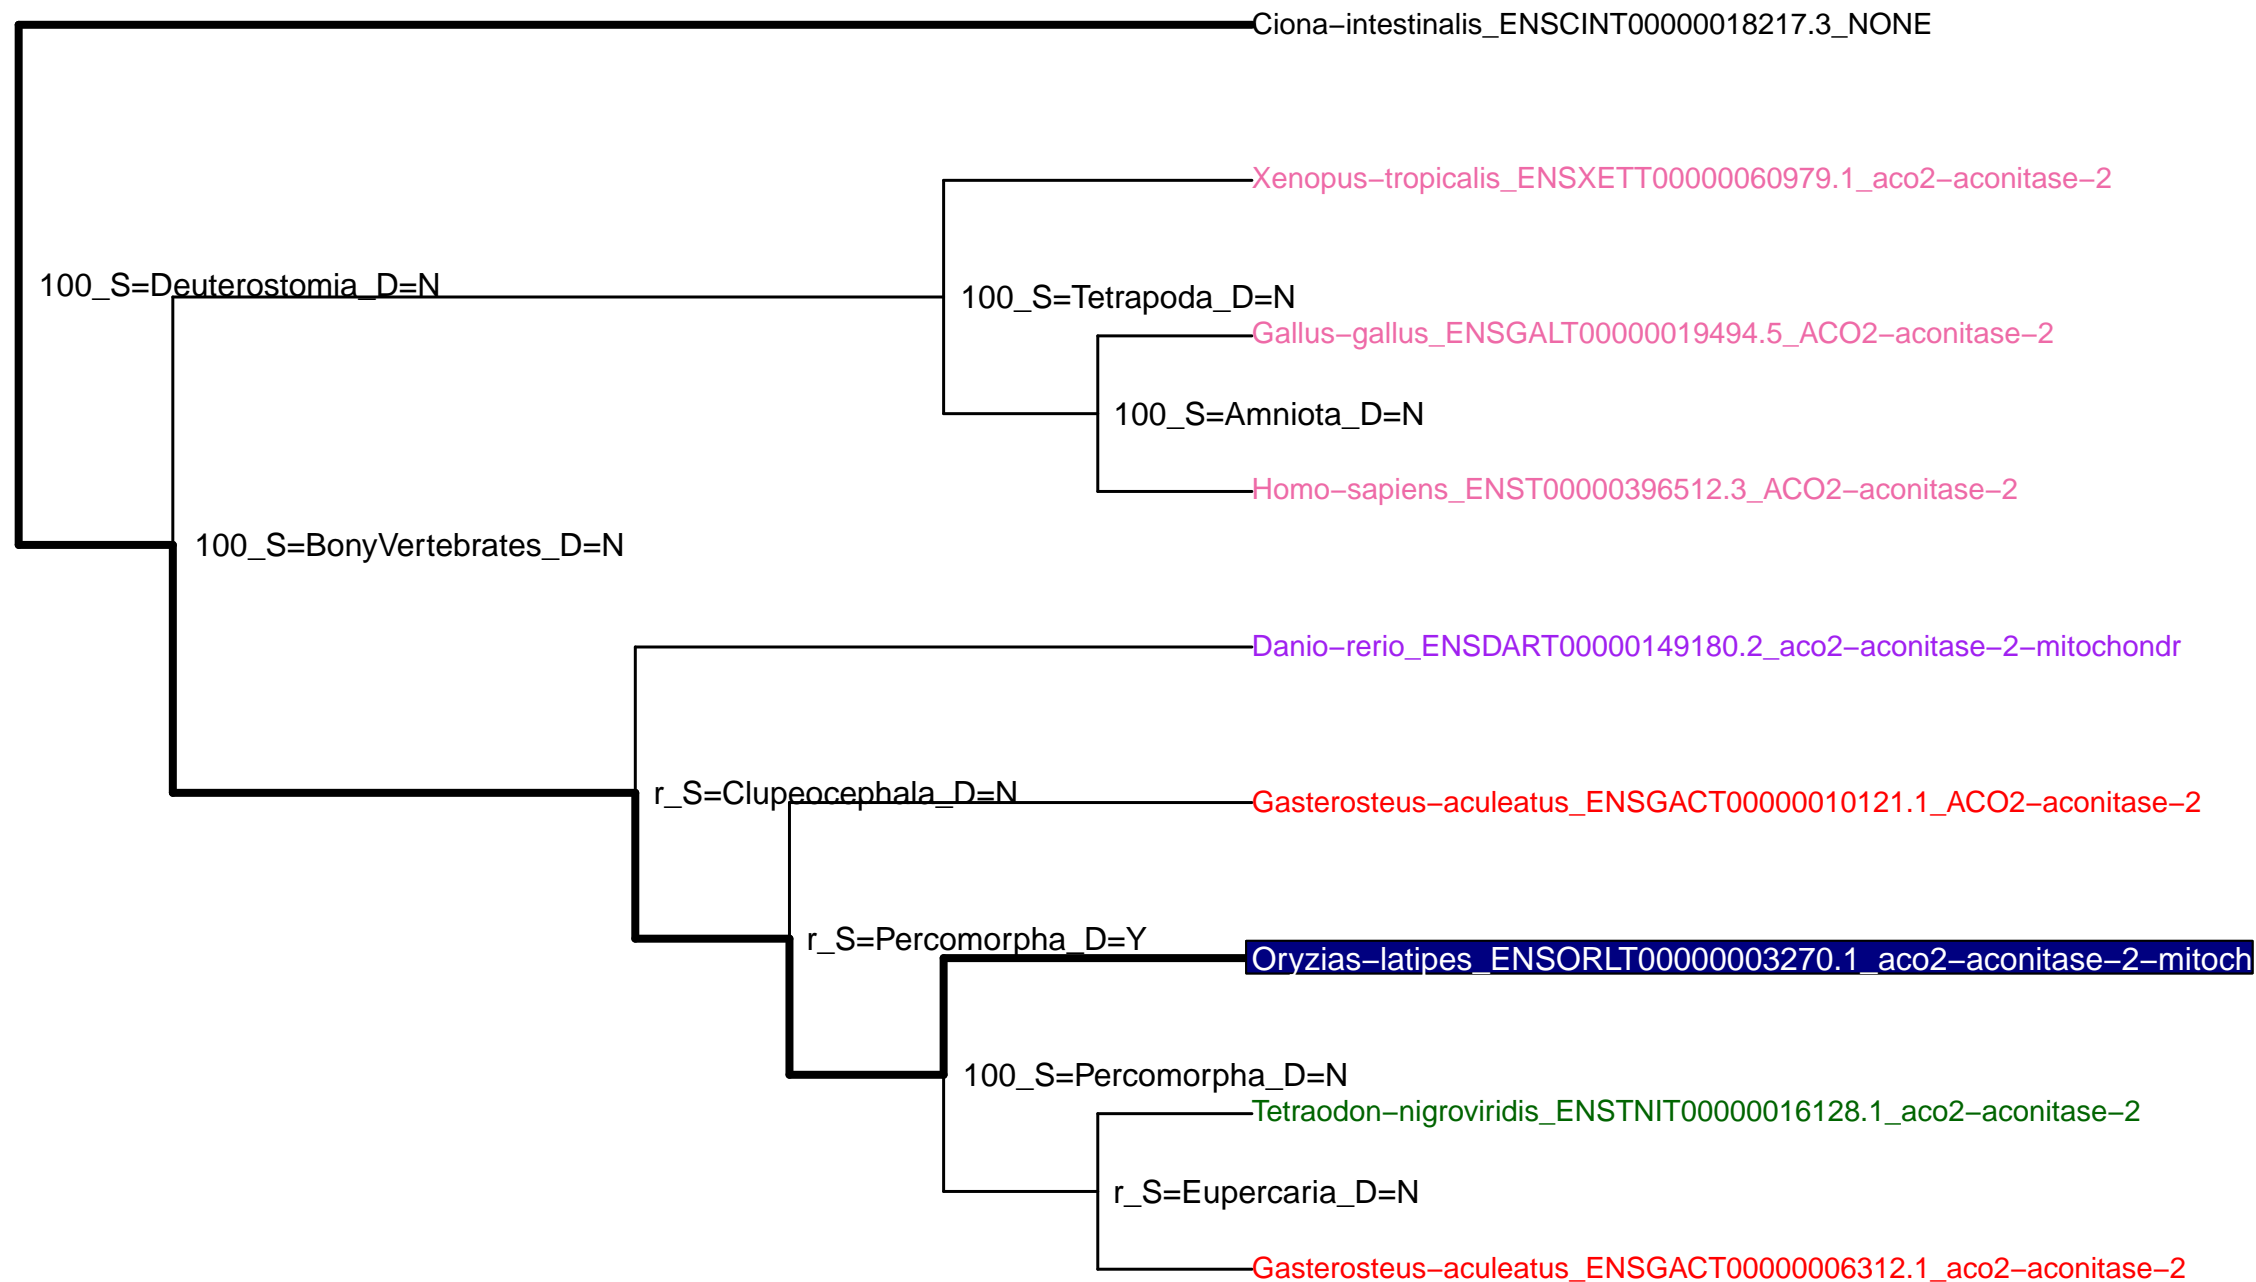 Ciona–intestinalis_ENSCINT00000018217.3_NONE
Xenopus–tropicalis_ENSXETT00000060979.1_aco2–aconitase–2
100_S=Deuterostomia_D=N
100_S=Tetrapoda_D=N
Gallus–gallus_ENSGALT00000019494.5_ACO2–aconitase–2
100_S=Amniota_D=N
Homo–sapiens_ENST00000396512.3_ACO2–aconitase–2
100_S=BonyVertebrates_D=N
Danio–rerio_ENSDART00000149180.2_aco2–aconitase–2–mitochondr
r_S=Clupeocephala_D=N
Gasterosteus–aculeatus_ENSGACT00000010121.1_ACO2–aconitase–2
r_S=Percomorpha_D=Y
Oryzias–latipes_ENSORLT00000003270.1_aco2–aconitase–2–mitoch
100_S=Percomorpha_D=N
Tetraodon–nigroviridis_ENSTNIT00000016128.1_aco2–aconitase–2
r_S=Eupercaria_D=N
Gasterosteus–aculeatus_ENSGACT00000006312.1_aco2–aconitase–2